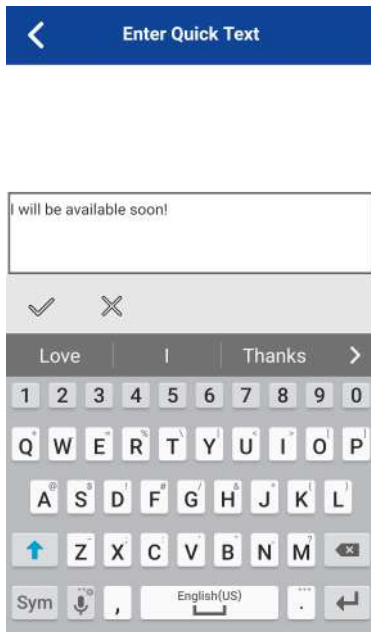 Enter Quick Text
I will be available soon!
Love I Thanks
1 2 3 4 5 6 7 8 9 0
Q W E R T Y U I O P
A S D F G H J K L
Z X C V B N M
Sym , English(US) .